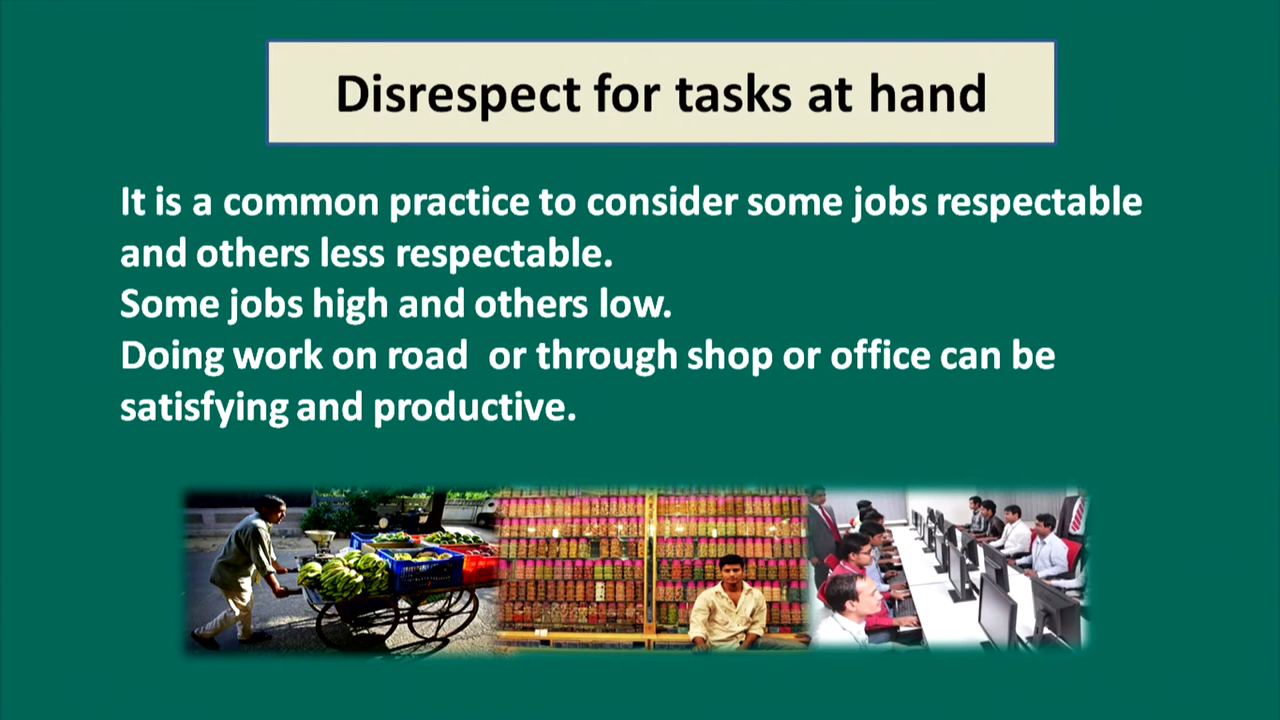 Disrespect for tasks at hand
It is a common practice to consider some jobs respectable
and others less respectable.
Some jobs high and others low.
Doing work on road or through shop or office can be
satisfying and productive.